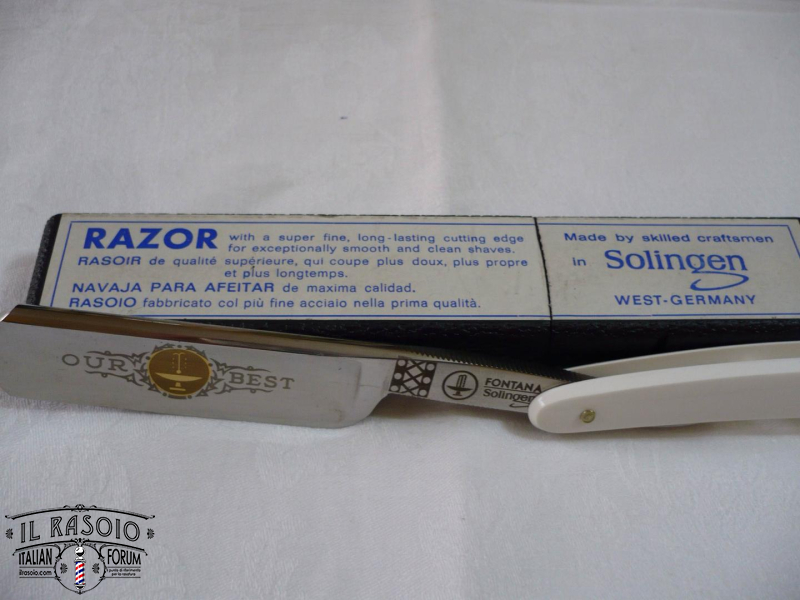 RAZOR with a super fine, long-lasting cutting edge
for exceptionally smooth and clean shaves.
RASOIR de qualité supérieure, qui coupe plus doux, plus propre
et plus longtemps.
NAVAJA PARA AFEITAR de maxima calidad.
RASOIO fabbricato col più fine acciaio nella prima qualità.
Made by skilled craftsmen
in Solingen
WEST-GERMANY
OUR BEST
FONTANA
Solingen
IL RASOIO
ITALIAN FORUM
ilrasoio.com